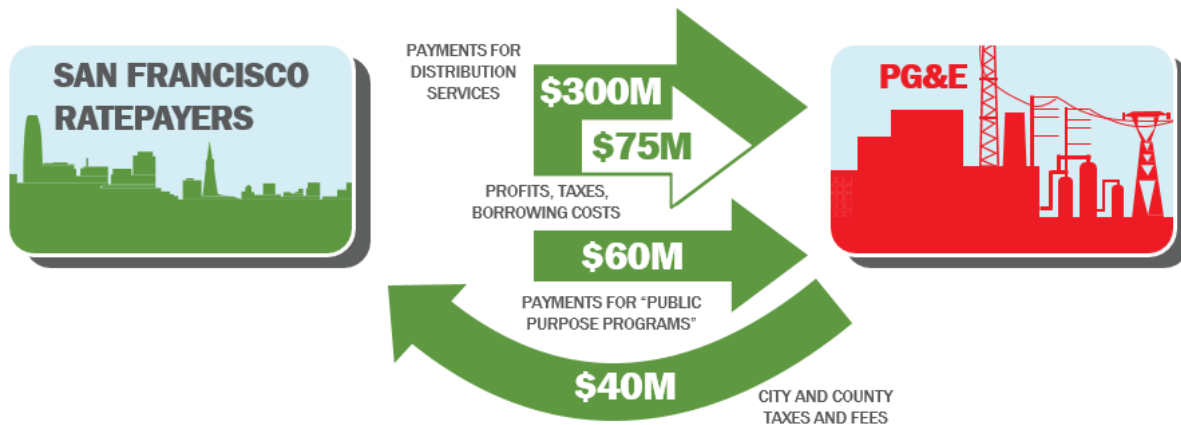 SAN FRANCISCO
RATEPAYERS
PAYMENTS FOR
DISTRIBUTION
SERVICES
$300M
$75M
PROFITS, TAXES,
BORROWING COSTS
$60M
PAYMENTS FOR “PUBLIC
PURPOSE PROGRAMS”
$40M
CITY AND COUNTY
TAXES AND FEES
PG&E